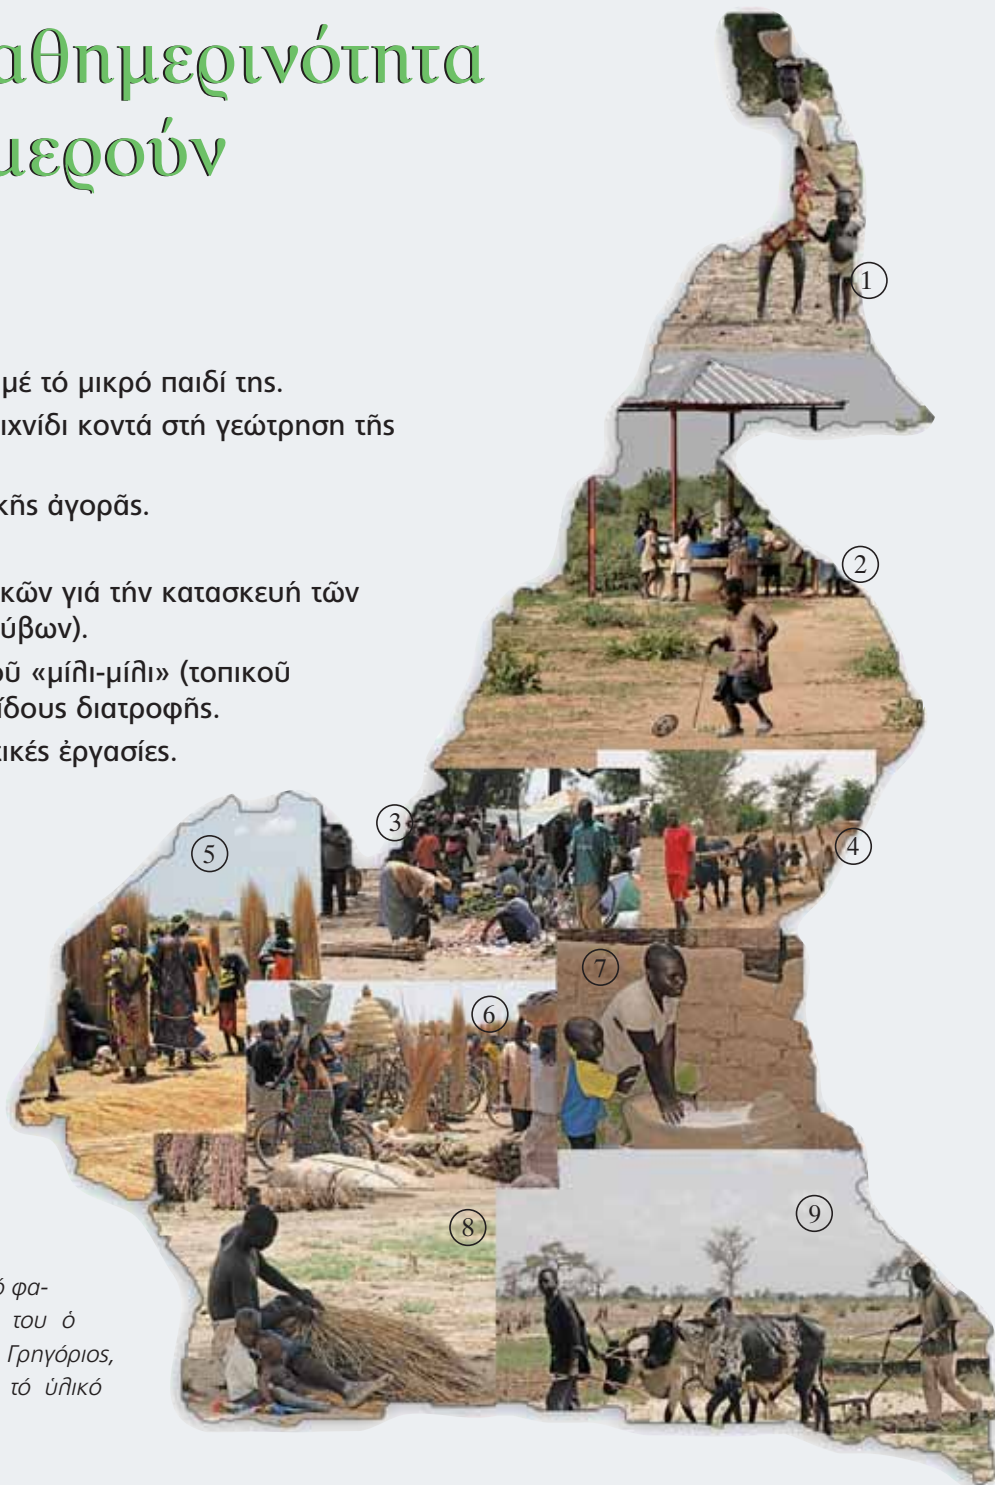 αθημερινότητα
μερούν
μέ τό μικρό παιδί της.
ιχνίδι κοντά στή γεώτρηση τῆς
κῆς ἀγορᾶς.
κῶν γιά τήν κατασκευή τῶν
ύβων).
οῦ «μίλι-μίλι» (τοπικοῦ
ίδους διατροφῆς.
ικές ἐργασίες.
1
2
3
4
5
6
7
8
9
ό φα-
του ὁ
Γρηγόριος,
τό ὑλικό